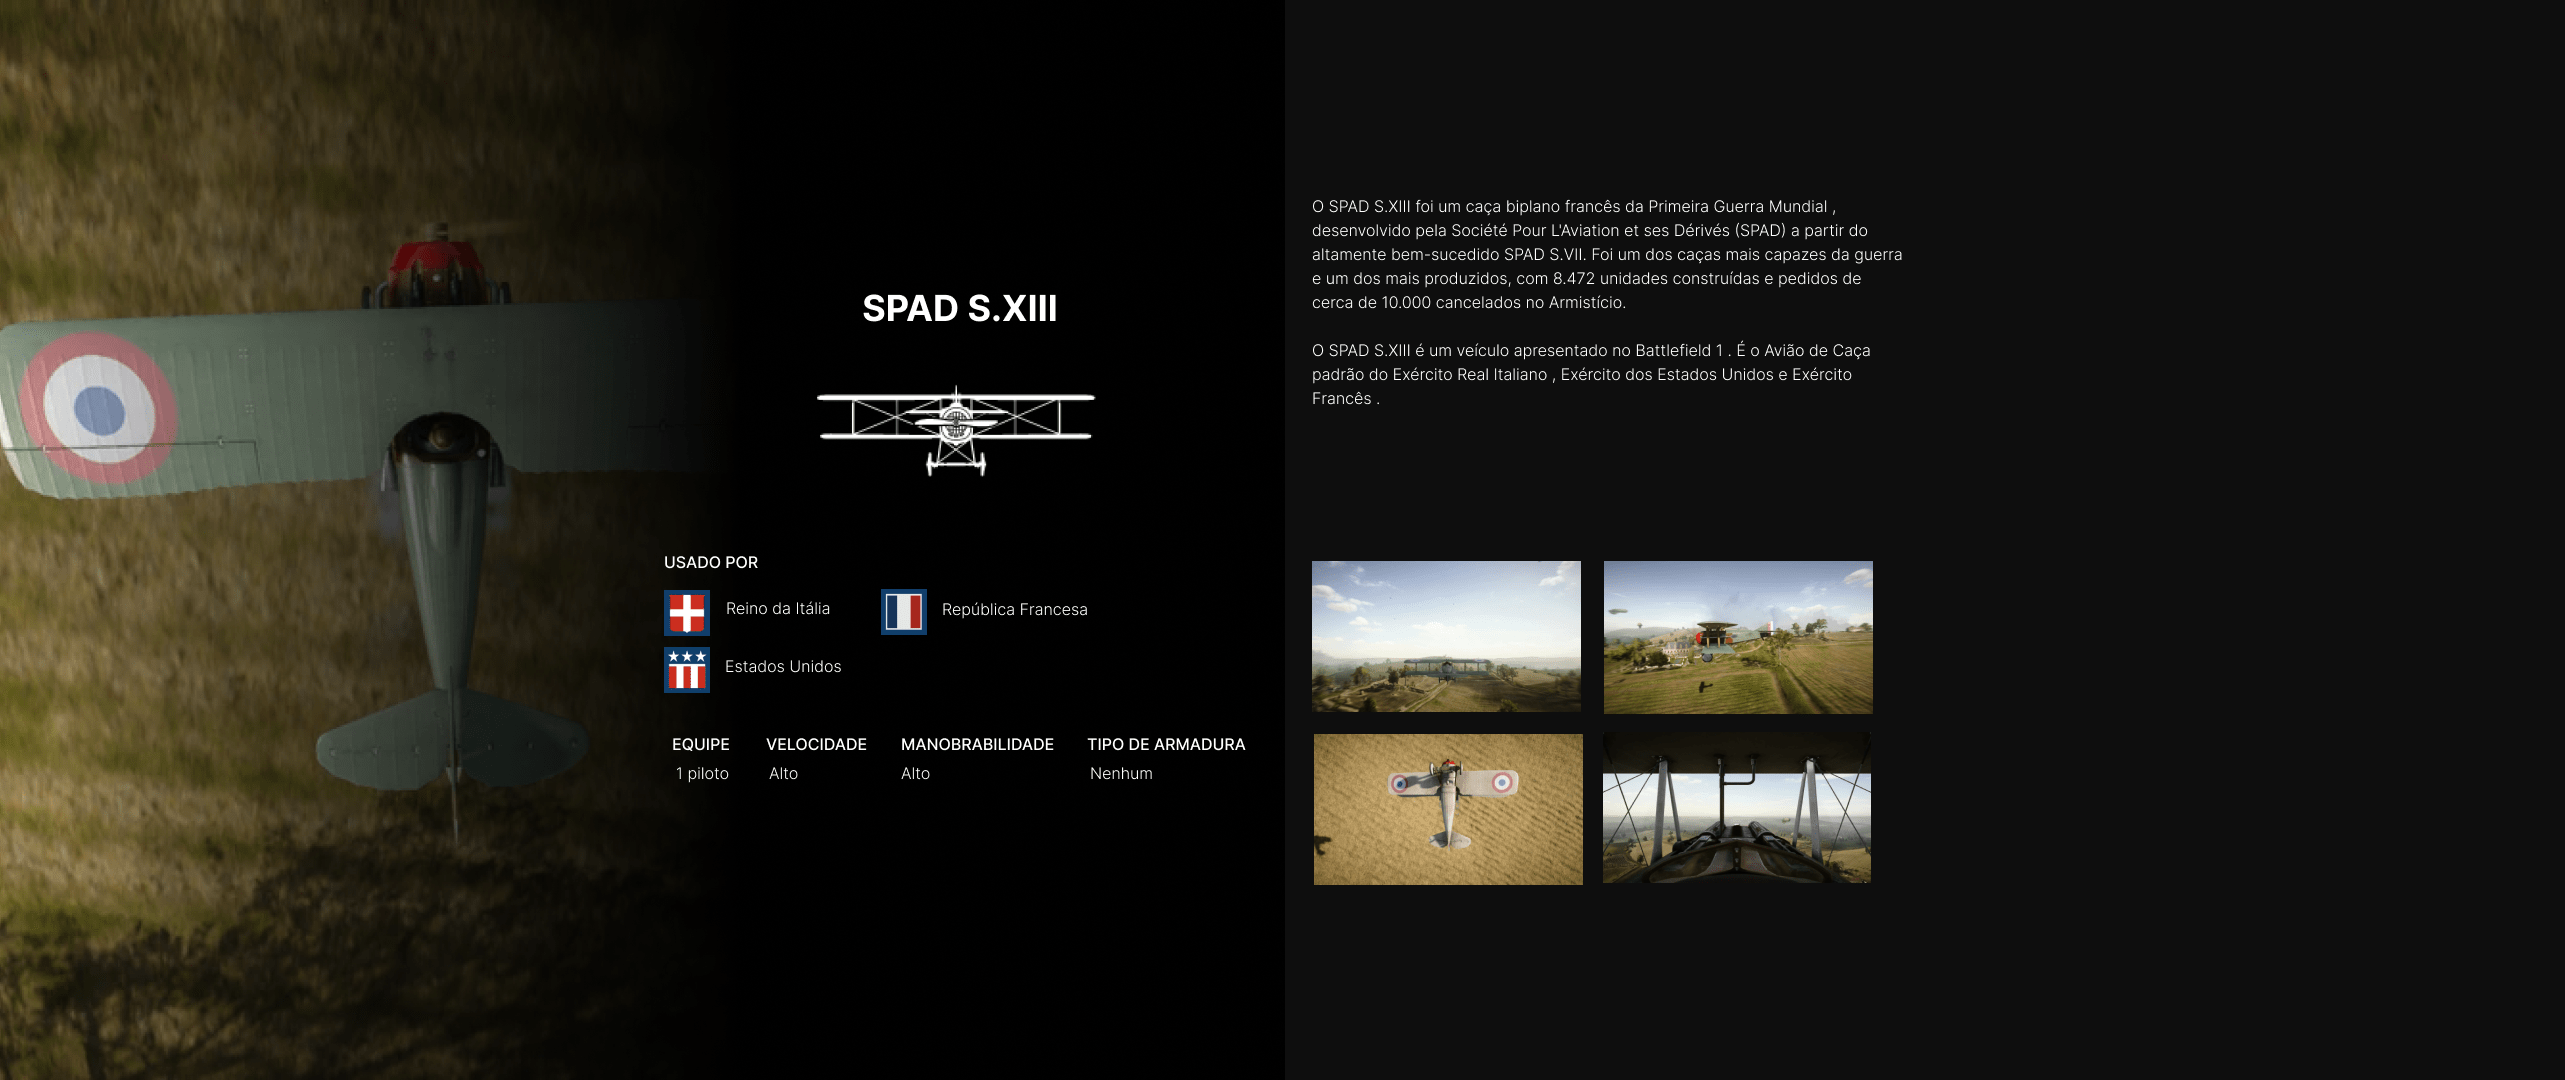 SPAD S.XIII
USADO POR
Reino da Itália
República Francesa
Estados Unidos
EQUIPE VELOCIDADE MANOBRABILIDADE TIPO DE ARMADURA
1 piloto Alto Alto Nenhum
O SPAD S.XIII foi um caça biplano francês da Primeira Guerra Mundial ,
desenvolvido pela Société Pour L'Aviation et ses Dérivés (SPAD) a partir do
altamente bem-sucedido SPAD S.VII. Foi um dos caças mais capazes da guerra
e um dos mais produzidos, com 8.472 unidades construídas e pedidos de
cerca de 10.000 cancelados no Armistício.
O SPAD S.XIII é um veículo apresentado no Battlefield 1 . É o Avião de Caça
padrão do Exército Real Italiano , Exército dos Estados Unidos e Exército
Francês .